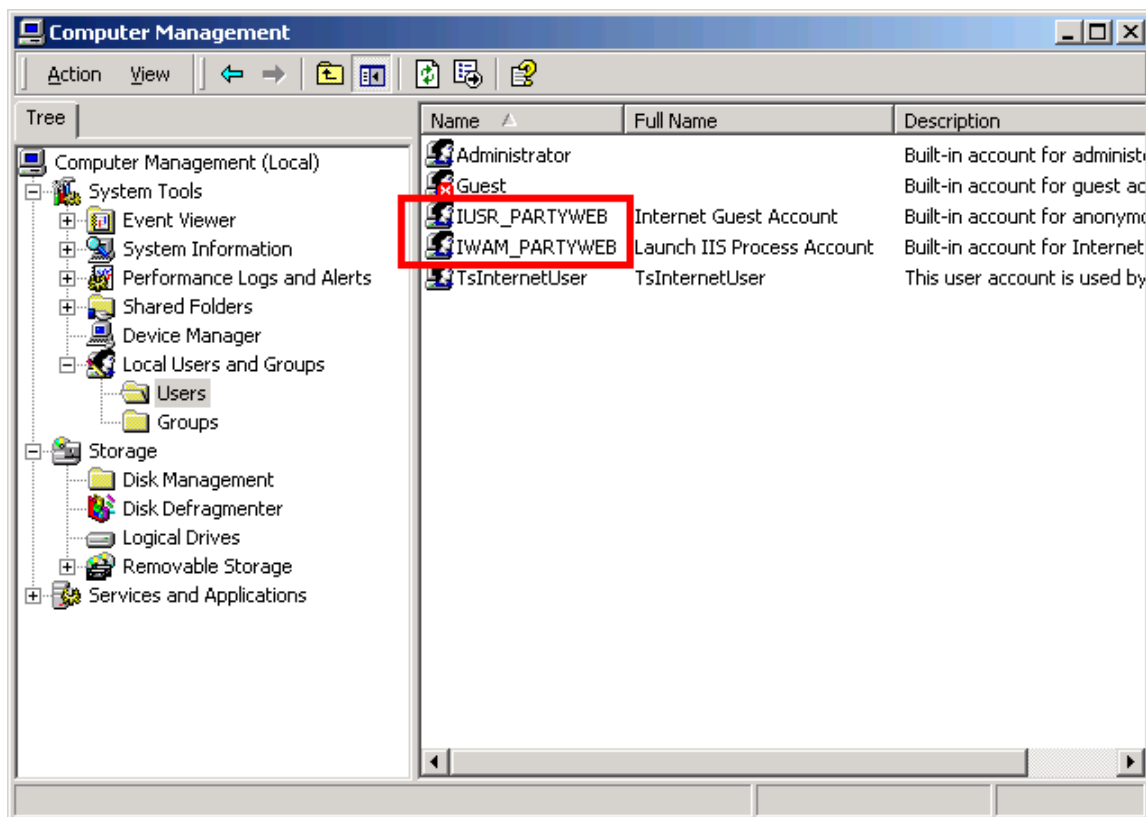 Computer Management
Action View
Tree
Name Full Name Description
Computer Management (Local)
System Tools
Event Viewer
System Information
Performance Logs and Alerts
Shared Folders
Device Manager
Local Users and Groups
Users
Groups
Storage
Disk Management
Disk Defragmenter
Logical Drives
Removable Storage
Services and Applications
Administrator Built-in account for administ
Guest Built-in account for guest ac
IUSR_PARTYWEB Internet Guest Account Built-in account for anonym
IWAM_PARTYWEB Launch IIS Process Account Built-in account for Internet
TsInternetUser TsInternetUser This user account is used by